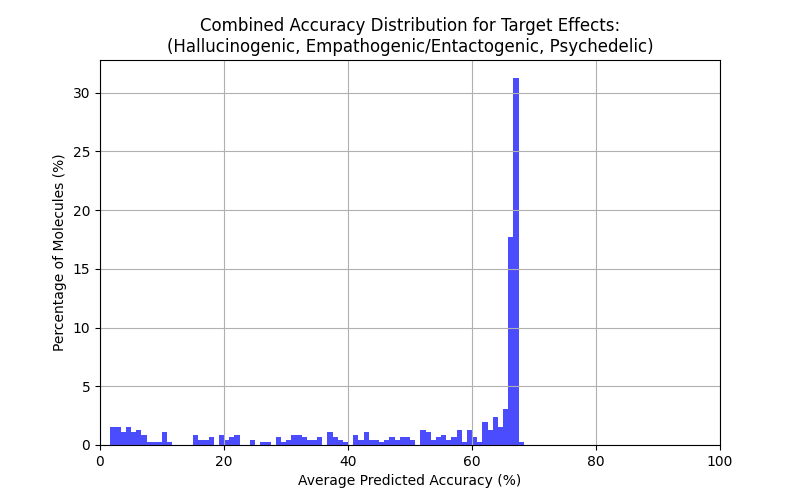 Combined Accuracy Distribution for Target Effects:
(Hallucinogenic, Empathogenic/Entactogenic, Psychedelic)
30
25
20
15
10
5
0
Percentage of Molecules (%)
0 20 40 60 80 100
Average Predicted Accuracy (%)